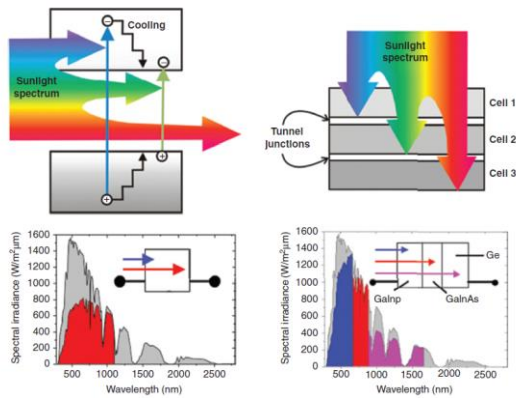 Cooling
Sunlight
spectrum
Sunlight
spectrum
Cell 1
Cell 2
Cell 3
Tunnel
junctions
1600
1400
1200
1000
800
600
400
200
0
Spectral irradiance (W/m²μm)
500 1000 1500 2000 2500
Wavelength (nm)
1600
1400
1200
1000
800
600
400
200
0
Spectral irradiance (W/m²μm)
Ge
GaInp
GaInAs
500 1000 1500 2000 2500
Wavelength (nm)